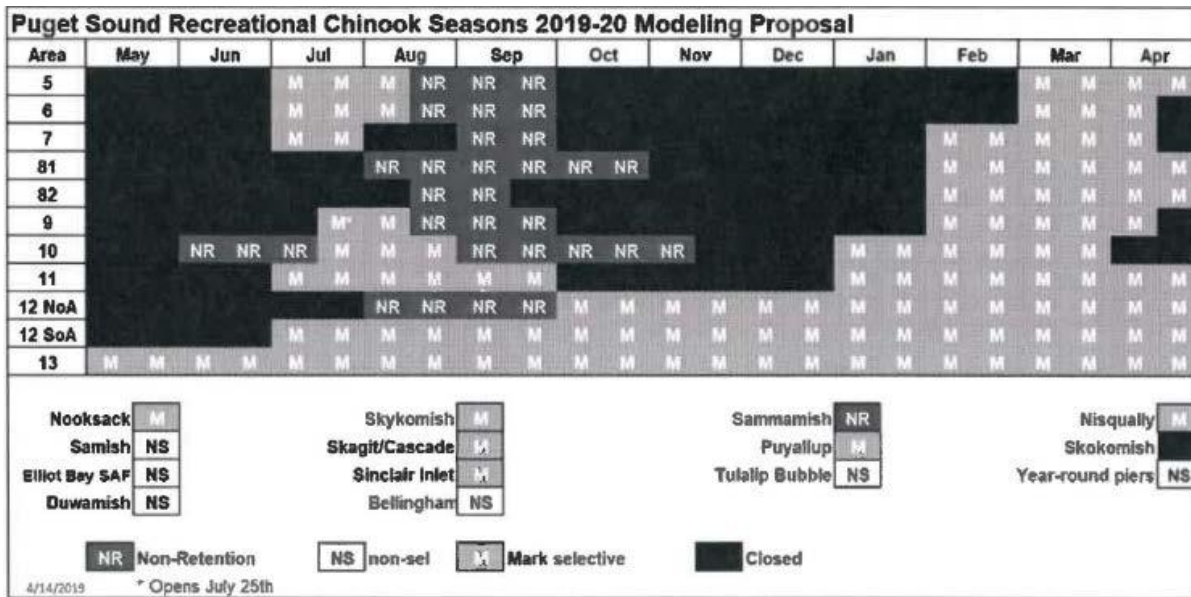 Puget Sound Recreational Chinook Seasons 2019-20 Modeling Proposal
Area May Jun Jul Aug Sep Oct Nov Dec Jan Feb Mar Apr
5 M M M NR NR NR M M M M
6 M M M NR NR NR M M M
7 M M NR NR M M M M M
81 NR NR NR NR NR NR M M M M M M
82 NR NR M M M M M M
9 M* M NR NR NR M M M M M
10 NR NR NR M M M NR NR NR NR NR M M M M M M
11 M M M M M M M M M M M M M M
12 NoA NR NR NR NR M M M M M M M M M M M M M M
12 SoA M M M M M M M M M M M M M M M M M M M M
13 M M M M M M M M M M M M M M M M M M M M M M M M
Nooksack M Skykomish M Sammamish NR Nisqually M
Samish NS Skagit/Cascade M Puyallup M Skokomish
Elliot Bay SAF NS Sinclair Inlet M Tulalip Bubble NS Year-round piers NS
Duwamish NS Bellingham NS
NR Non-Retention NS non-sel M Mark selective Closed
4/14/2019 * Opens July 25th